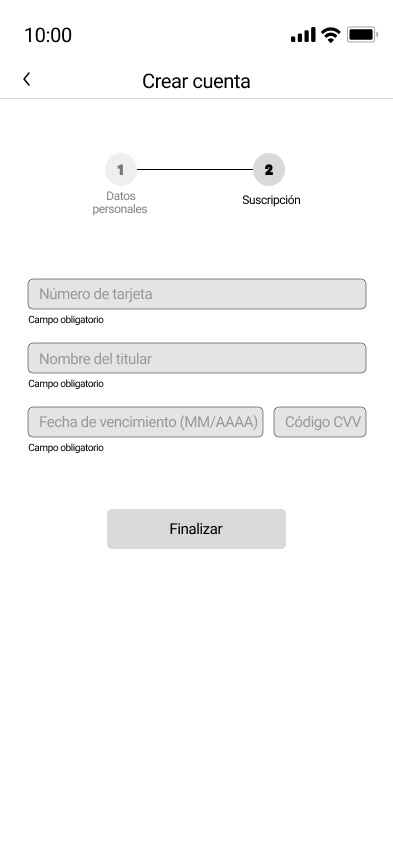 10:00
Crear cuenta
1
2
Datos
personales
Suscripción
Número de tarjeta
Campo obligatorio
Nombre del titular
Campo obligatorio
Fecha de vencimiento (MM/AAAA)
Código CVV
Campo obligatorio
Finalizar